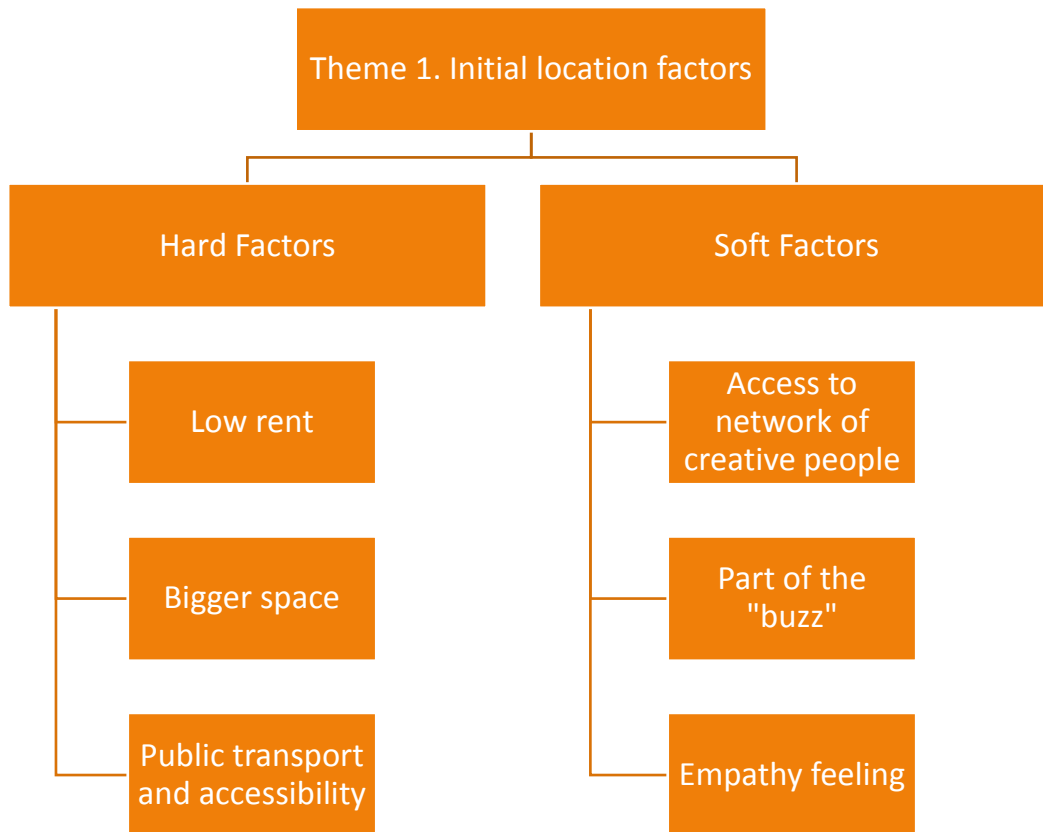 Theme 1. Initial location factors
Hard Factors
Soft Factors
Low rent
Bigger space
Public transport
and accessibility
Access to
network of
creative people
Part of the
"buzz"
Empathy feeling